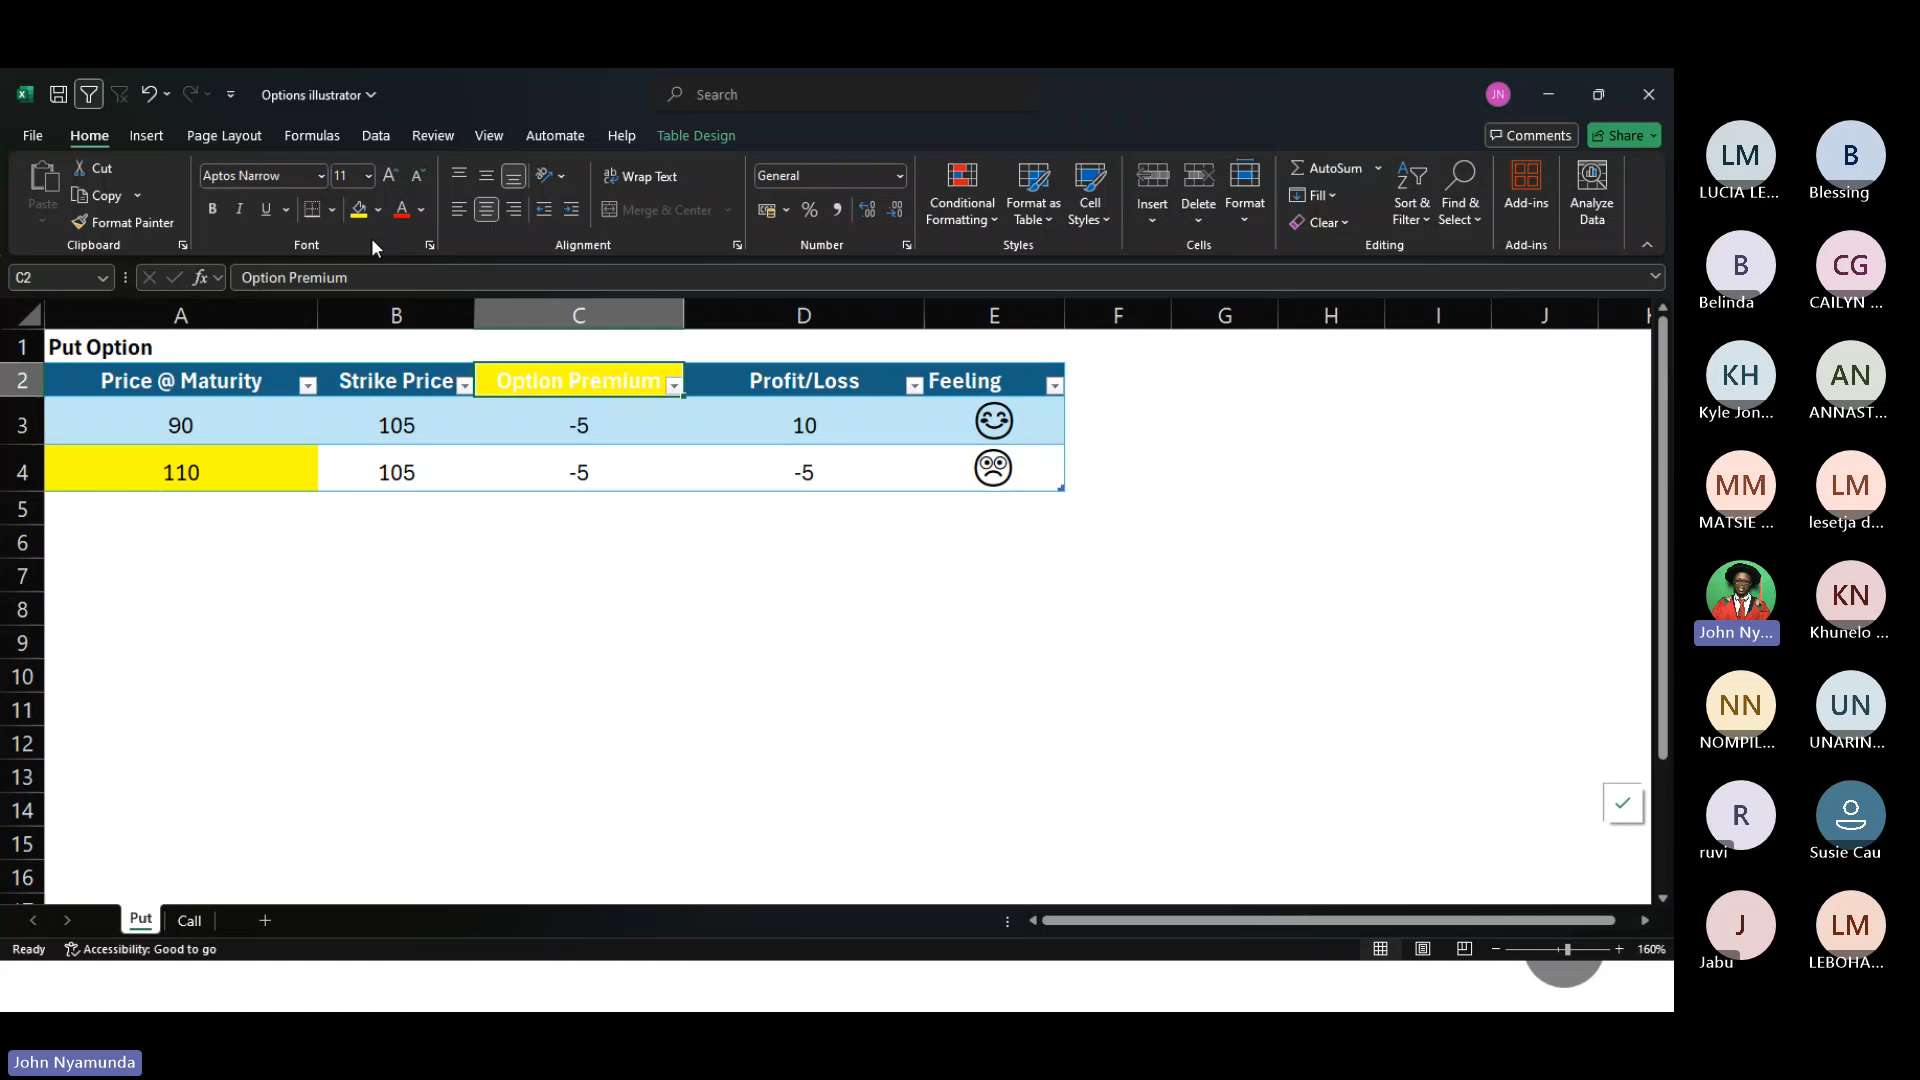 Options illustrator
Search
JN
File Home Insert Page Layout Formulas Data Review View Automate Help Table Design
Comments Share
Paste
Cut
Copy
Format Painter
Clipboard
Aptos Narrow 11
B I U
Font
Wrap Text
Merge & Center
Alignment
General
Number
Conditional Formatting
Format as Table
Cell Styles
Styles
Insert Delete Format
Cells
AutoSum
Fill
Clear
Sort & Filter
Find & Select
Editing
Add-ins
Add-ins
Analyze Data
C2 fx Option Premium
A B C D E F G H I J
1 Put Option
2 Price @ Maturity Strike Price Option Premium Profit/Loss Feeling
3 90 105 -5 10
4 110 105 -5 -5
5
6
7
8
9
10
11
12
13
14
15
16
Put Call
Ready Accessibility: Good to go
160%
LM B
LUCIA LE... Blessing
B CG
Belinda CAILYN ...
KH AN
Kyle Jon... ANNAST...
MM LM
MATSIE ... lesetja d...
KN
John Ny... Khunelo ...
NN UN
NOMPIL... UNARIN...
R
ruvi Susie Cau
J LM
Jabu LEBOHA...
John Nyamunda